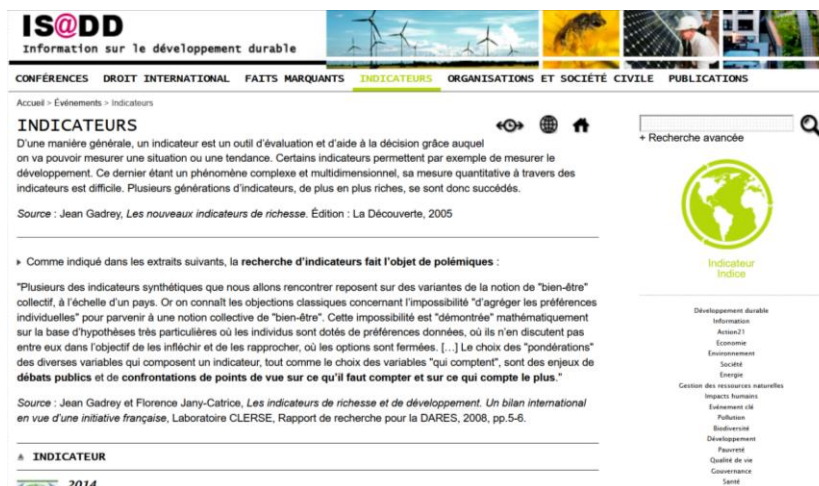 IS@DD
Information sur le développement durable
CONFÉRENCES DROIT INTERNATIONAL FAITS MARQUANTS INDICATEURS ORGANISATIONS ET SOCIÉTÉ CIVILE PUBLICATIONS
Accueil > Événements > Indicateurs
INDICATEURS
D'une manière générale, un indicateur est un outil d'évaluation et d'aide à la décision grâce auquel
on va pouvoir mesurer une situation ou une tendance. Certains indicateurs permettent par exemple de mesurer le
développement. Ce dernier étant un phénomène complexe et multidimensionnel, sa mesure quantitative à travers des
indicateurs est difficile. Plusieurs générations d'indicateurs, de plus en plus riches, se sont donc succédés.
Source : Jean Gadrey, Les nouveaux indicateurs de richesse. Édition : La Découverte, 2005
Comme indiqué dans les extraits suivants, la recherche d'indicateurs fait l'objet de polémiques :
"Plusieurs des indicateurs synthétiques que nous allons rencontrer reposent sur des variantes de la notion de "bien-être"
collectif, à l'échelle d'un pays. Or on connaît les objections classiques concernant l'impossibilité "d'agréger les préférences
individuelles" pour parvenir à une notion collective de "bien-être". Cette impossibilité est "démontrée" mathématiquement
sur la base d'hypothèses très particulières où les individus sont dotés de préférences données, où ils n'en discutent pas
entre eux dans l'objectif de les infléchir et de les rapprocher, où les options sont fermées. [...] Le choix des "pondérations"
des diverses variables qui composent un indicateur, tout comme le choix des variables "qui comptent", sont des enjeux de
débats publics et de confrontations de points de vue sur ce qu'il faut compter et sur ce qui compte le plus."
Source : Jean Gadrey et Florence Jany-Catrice, Les indicateurs de richesse et de développement. Un bilan international
en vue d'une initiative française, Laboratoire CLERSE, Rapport de recherche pour la DARES, 2008, pp.5-6.
INDICATEUR
2014
+ Recherche avancée
Indicateur
Indice
Développement durable
Information
Action21
Economie
Environnement
Société
Energie
Gestion des ressources naturelles
Impacts humains
Evénement clé
Pollution
Biodiversité
Développement
Pauvreté
Qualité de vie
Gouvernance
Santé